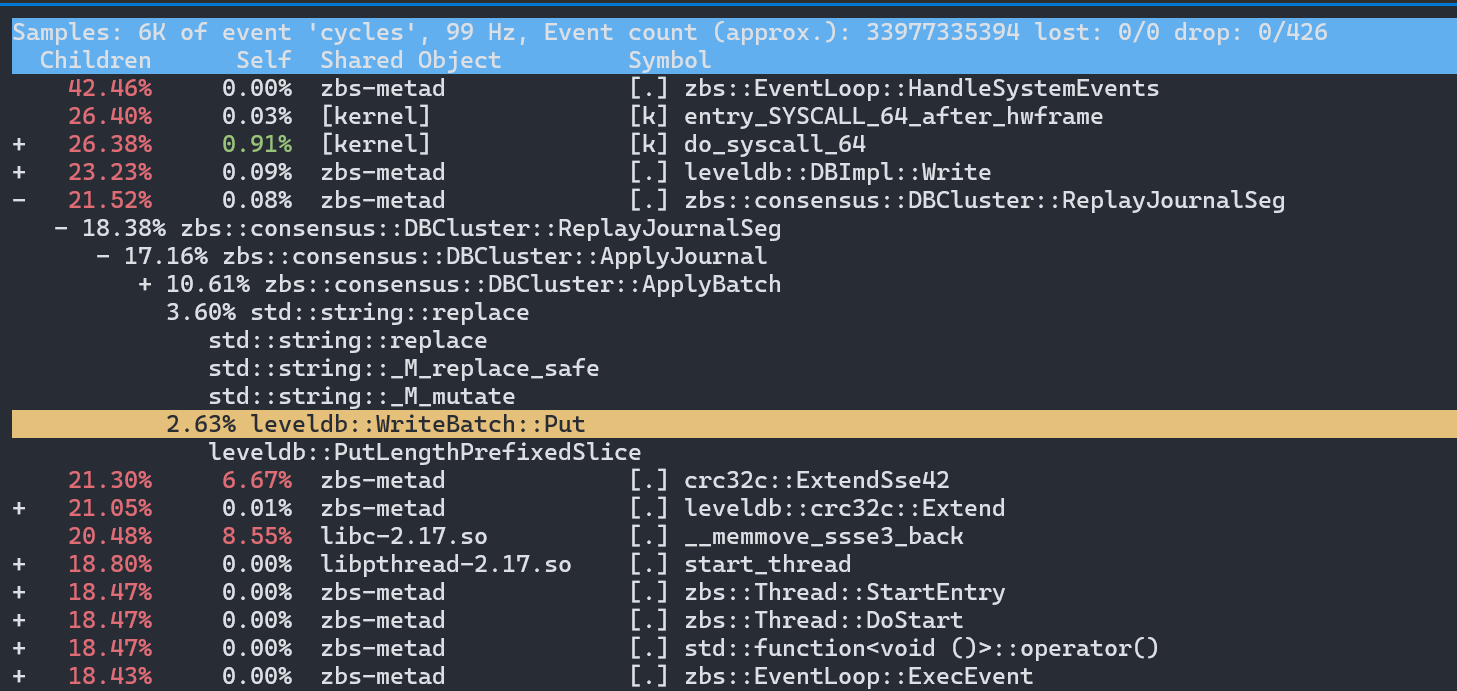 Samples: 6K of event 'cycles', 99 Hz, Event count (approx.): 33977335394 lost: 0/0 drop: 0/426
  Children      Self  Shared Object         Symbol
    42.46%     0.00%  zbs-metad             [.] zbs::EventLoop::HandleSystemEvents
    26.40%     0.03%  [kernel]              [k] entry_SYSCALL_64_after_hwframe
+   26.38%     0.91%  [kernel]              [k] do_syscall_64
+   23.23%     0.09%  zbs-metad             [.] leveldb::DBImpl::Write
-   21.52%     0.08%  zbs-metad             [.] zbs::consensus::DBCluster::ReplayJournalSeg
   - 18.38% zbs::consensus::DBCluster::ReplayJournalSeg
      - 17.16% zbs::consensus::DBCluster::ApplyJournal
         + 10.61% zbs::consensus::DBCluster::ApplyBatch
           3.60% std::string::replace
              std::string::replace
              std::string::_M_replace_safe
              std::string::_M_mutate
           2.63% leveldb::WriteBatch::Put
              leveldb::PutLengthPrefixedSlice
    21.30%     6.67%  zbs-metad             [.] crc32c::ExtendSse42
+   21.05%     0.01%  zbs-metad             [.] leveldb::crc32c::Extend
    20.48%     8.55%  libc-2.17.so          [.] __memmove_ssse3_back
+   18.80%     0.00%  libpthread-2.17.so    [.] start_thread
+   18.47%     0.00%  zbs-metad             [.] zbs::Thread::StartEntry
+   18.47%     0.00%  zbs-metad             [.] zbs::Thread::DoStart
+   18.47%     0.00%  zbs-metad             [.] std::function<void ()>::operator()
+   18.43%     0.00%  zbs-metad             [.] zbs::EventLoop::ExecEvent